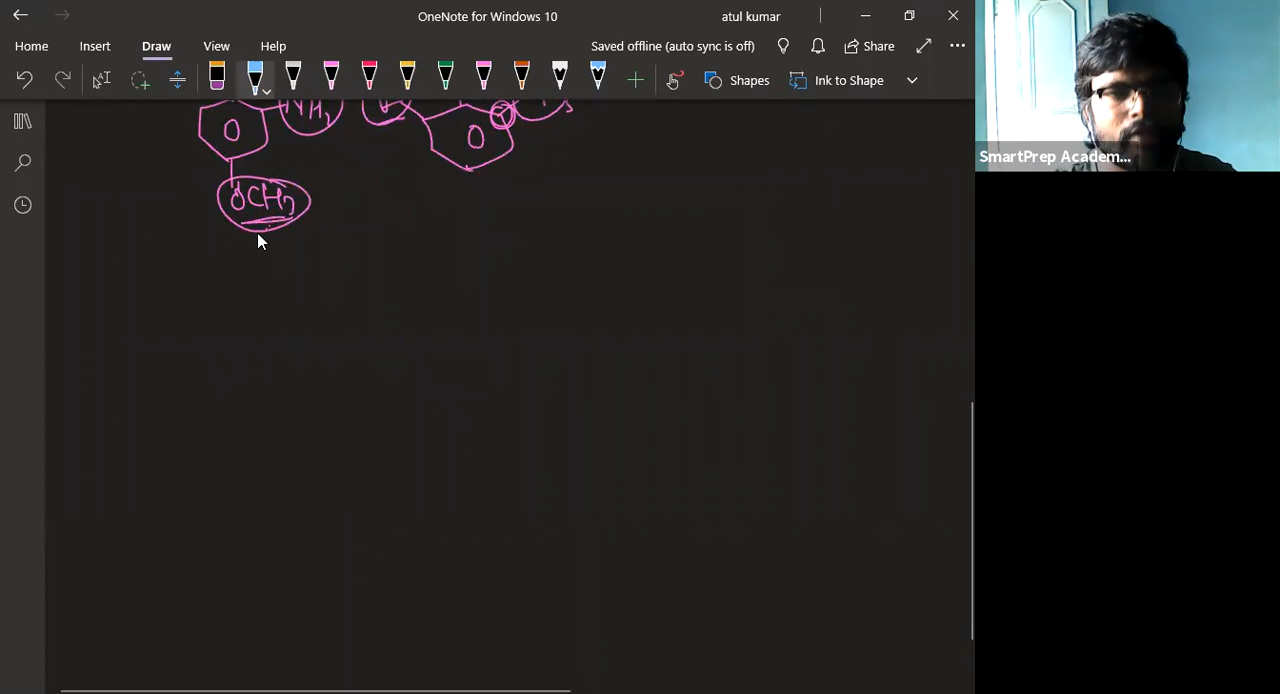 OneNote for Windows 10
atul kumar
Home Insert Draw View Help
Saved offline (auto sync is off)
Share
Shapes
Ink to Shape
SmartPrep Academ...
NH2
O
O
OCH3